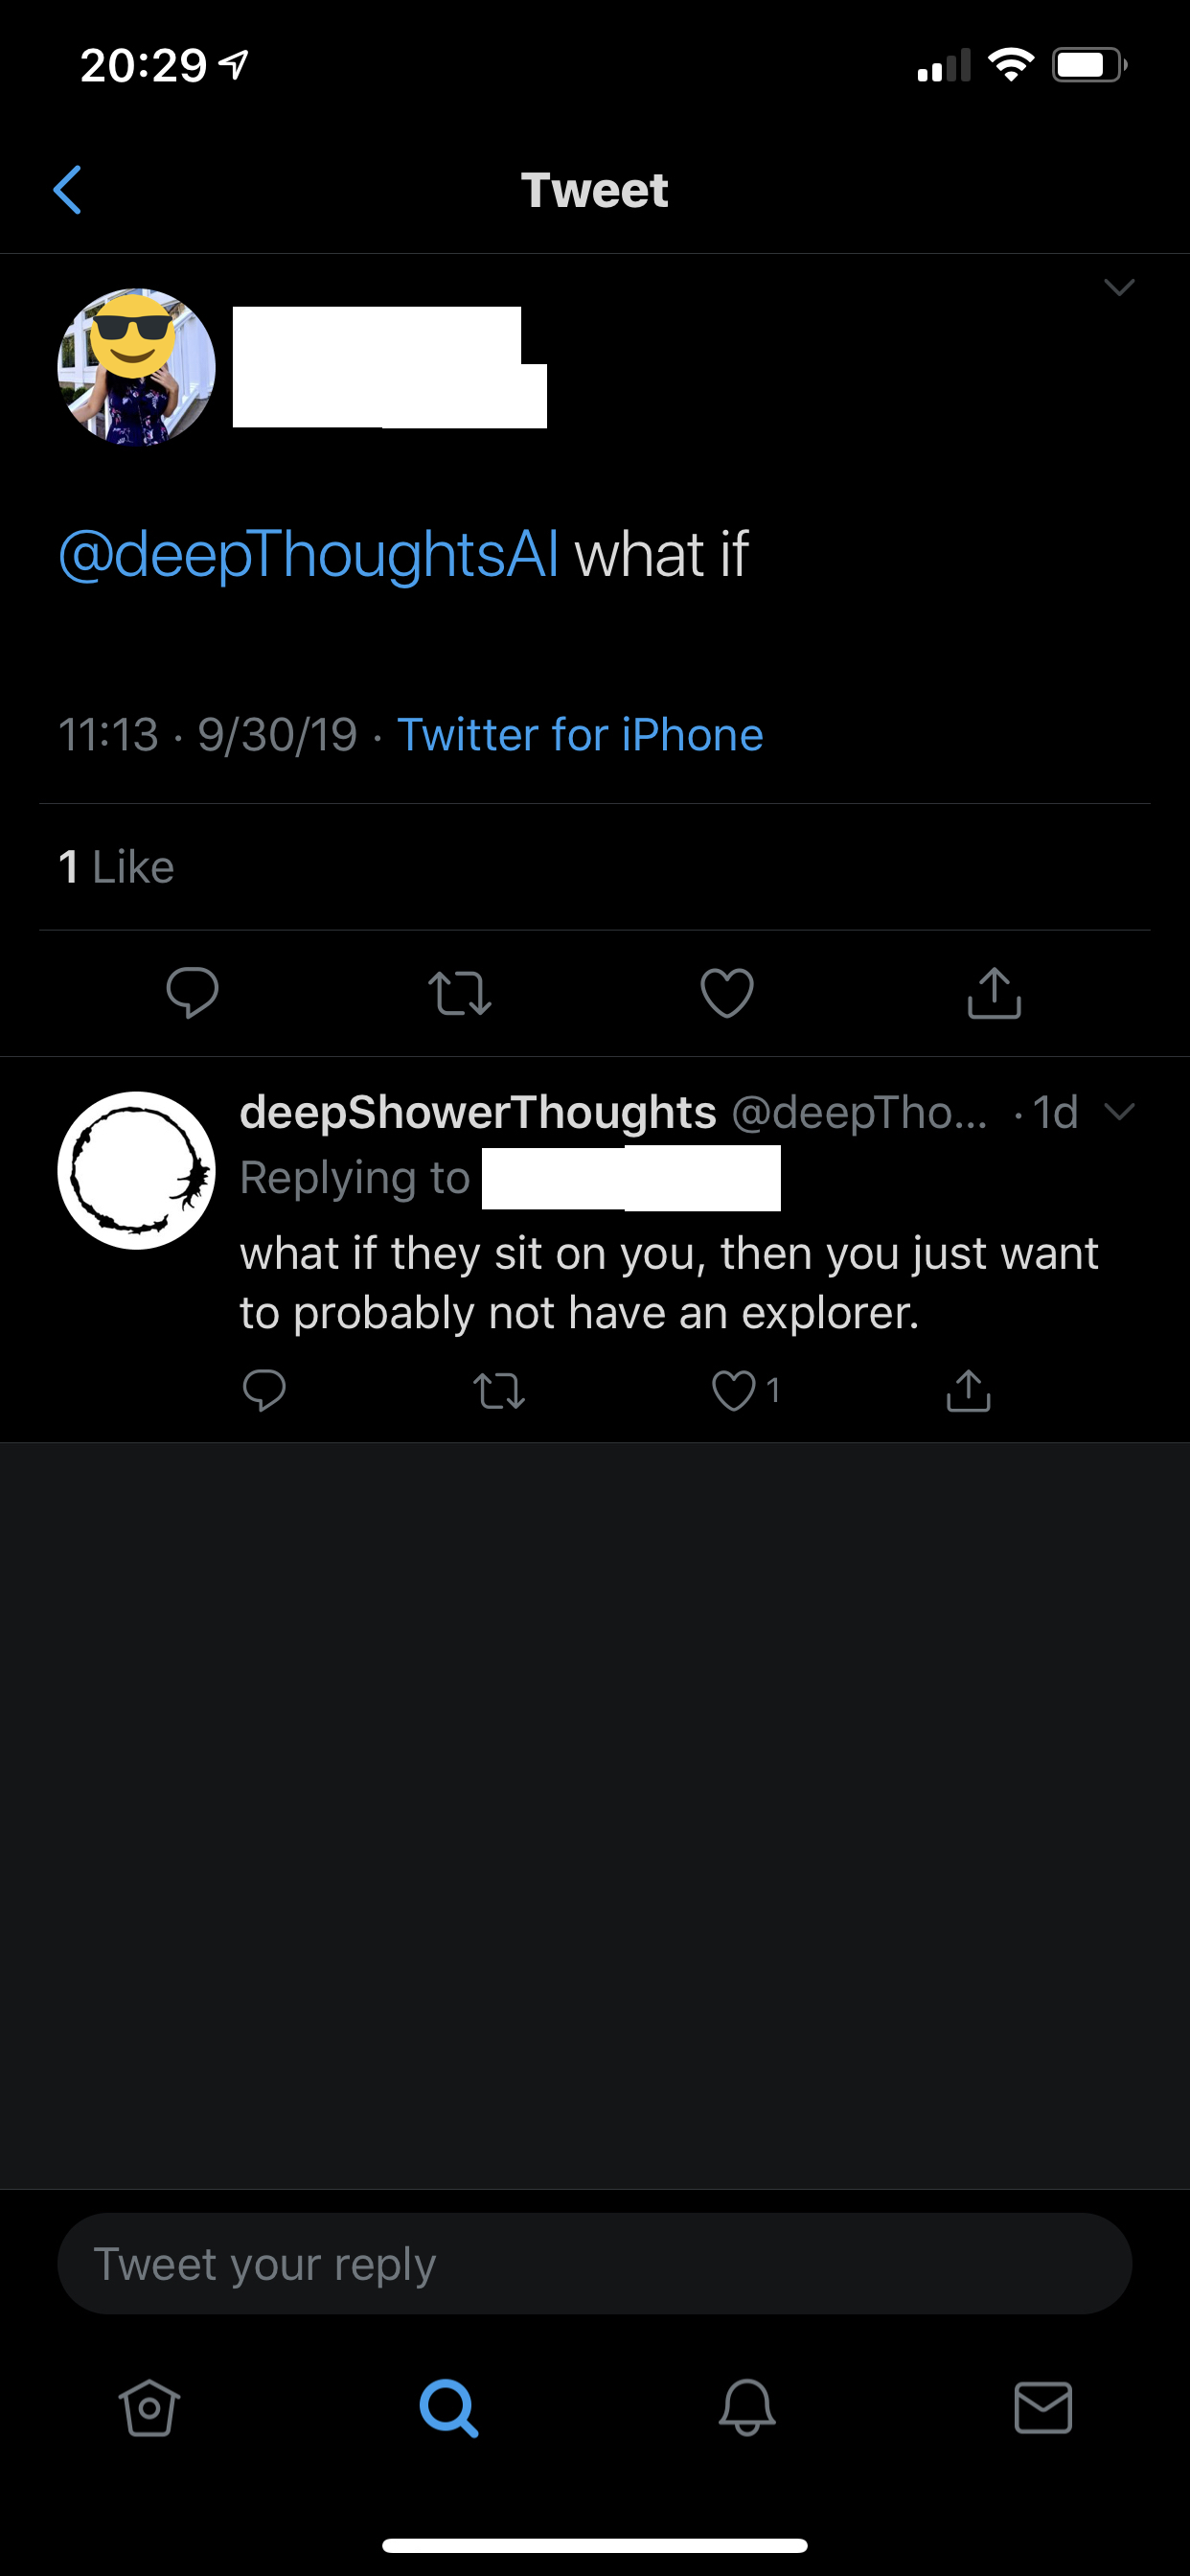 20:29
Tweet
@deepThoughtsAI what if
11:13 · 9/30/19 · Twitter for iPhone
1 Like
deepShowerThoughts @deepTho... · 1d
Replying to
what if they sit on you, then you just want
to probably not have an explorer.
1
Tweet your reply